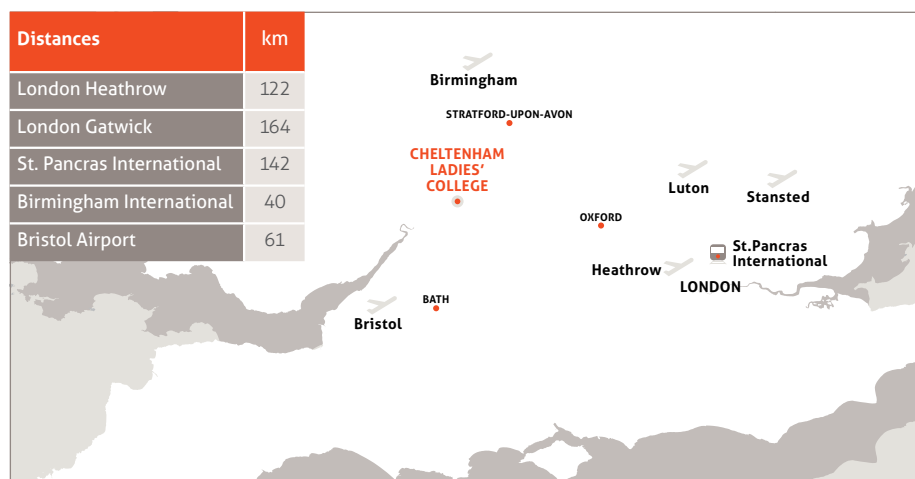 Distances km
London Heathrow 122
London Gatwick 164
St. Pancras International 142
Birmingham International 40
Bristol Airport 61
Birmingham
STRATFORD-UPON-AVON
CHELTENHAM
LADIES'
COLLEGE
Luton
Stansted
OXFORD
St.Pancras
International
Heathrow
LONDON
BATH
Bristol